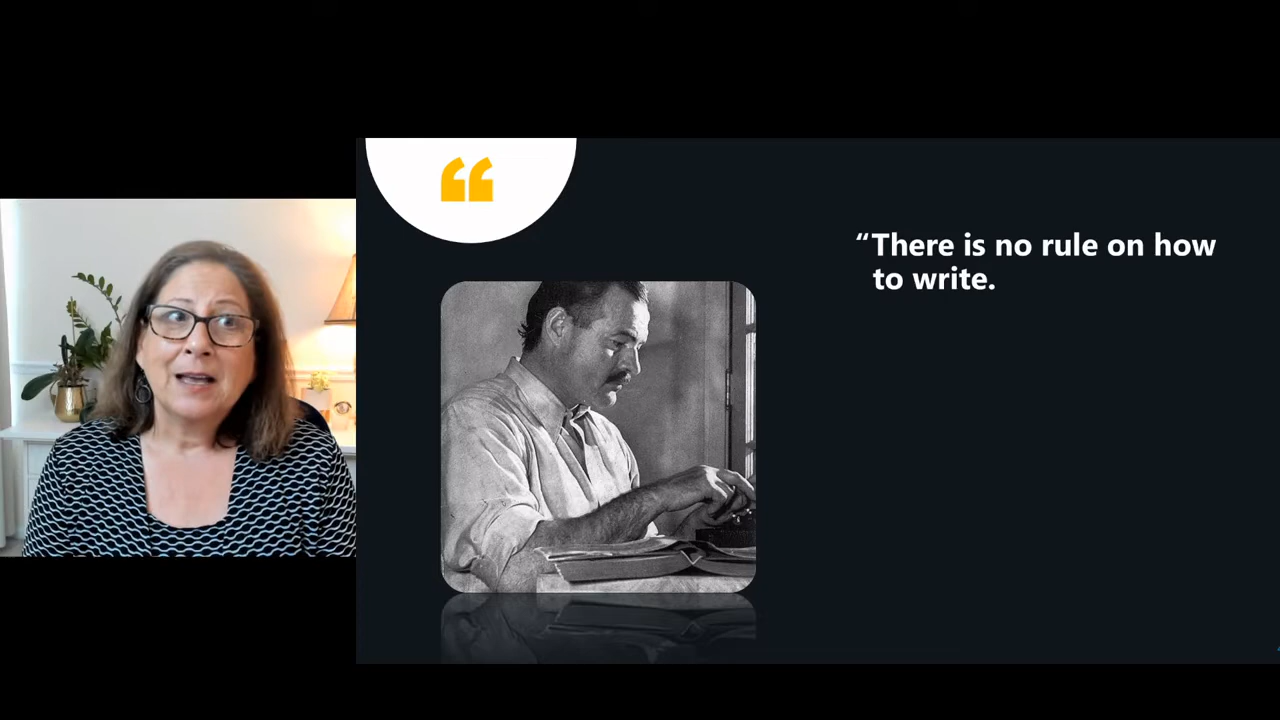 “There is no rule on how
to write.